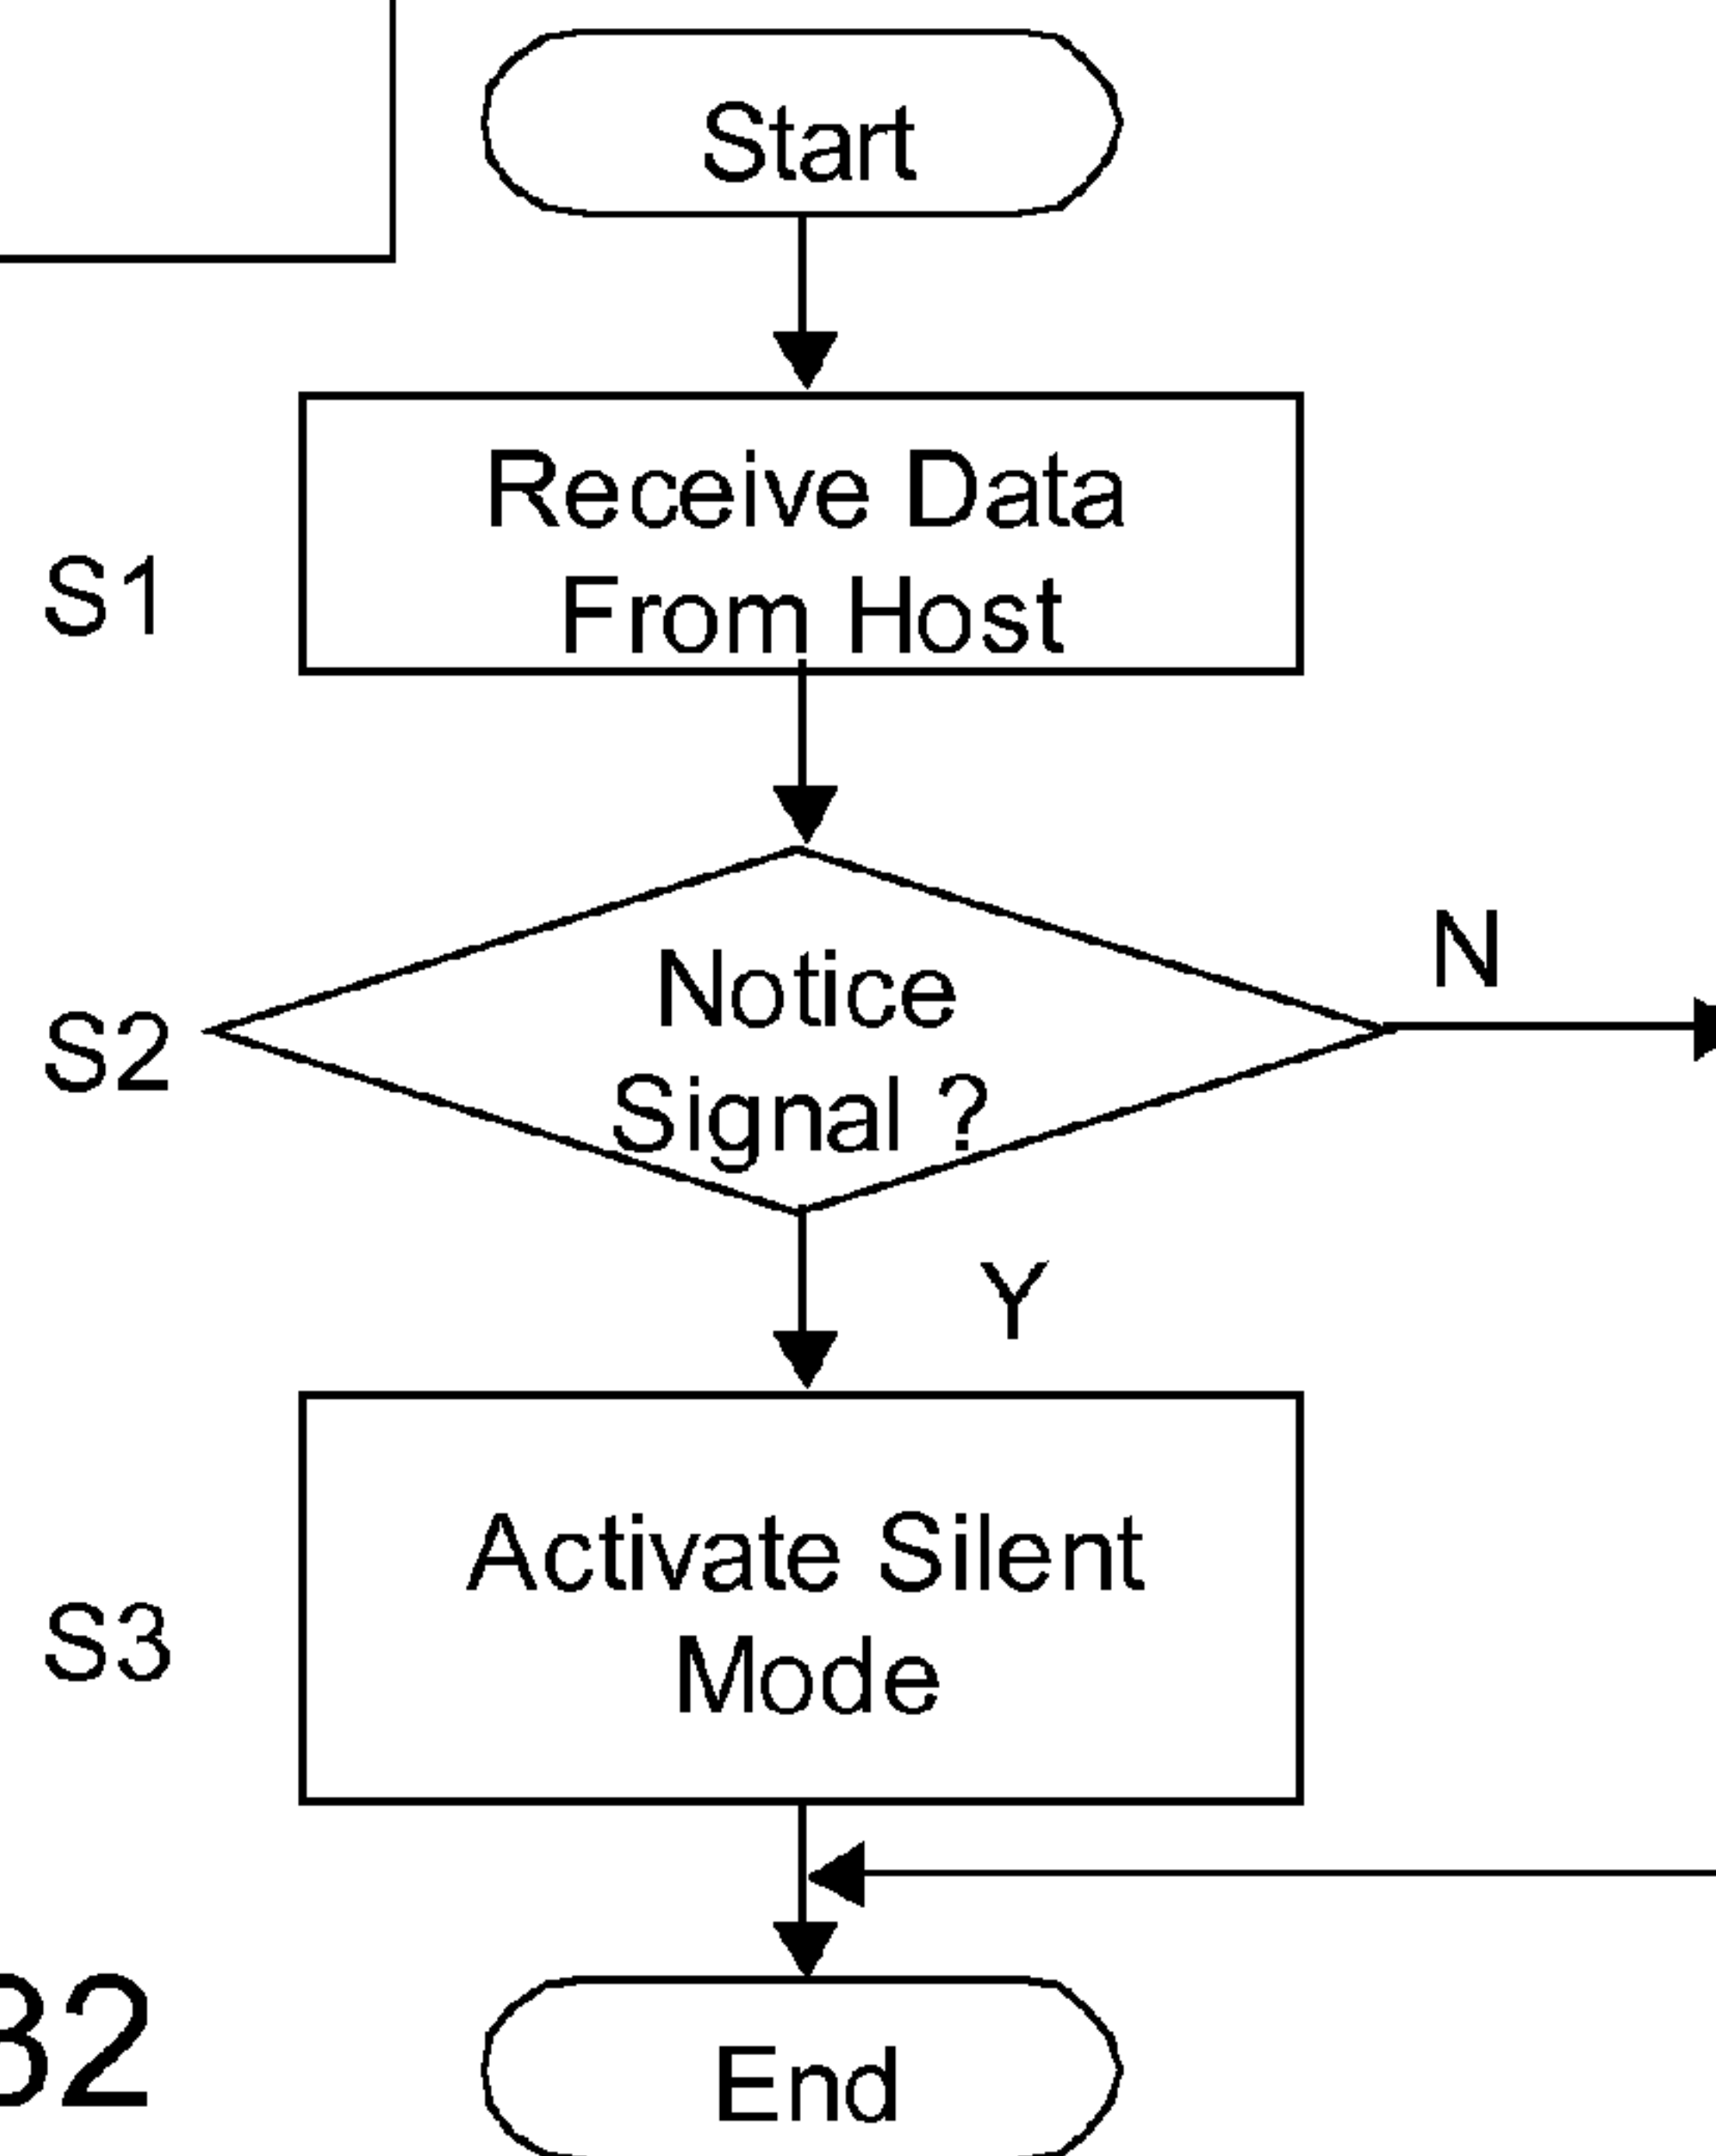 Start
Receive Data
From Host
S1
Notice
Signal ?
N
S2
Y
Activate Silent
Mode
S3
End